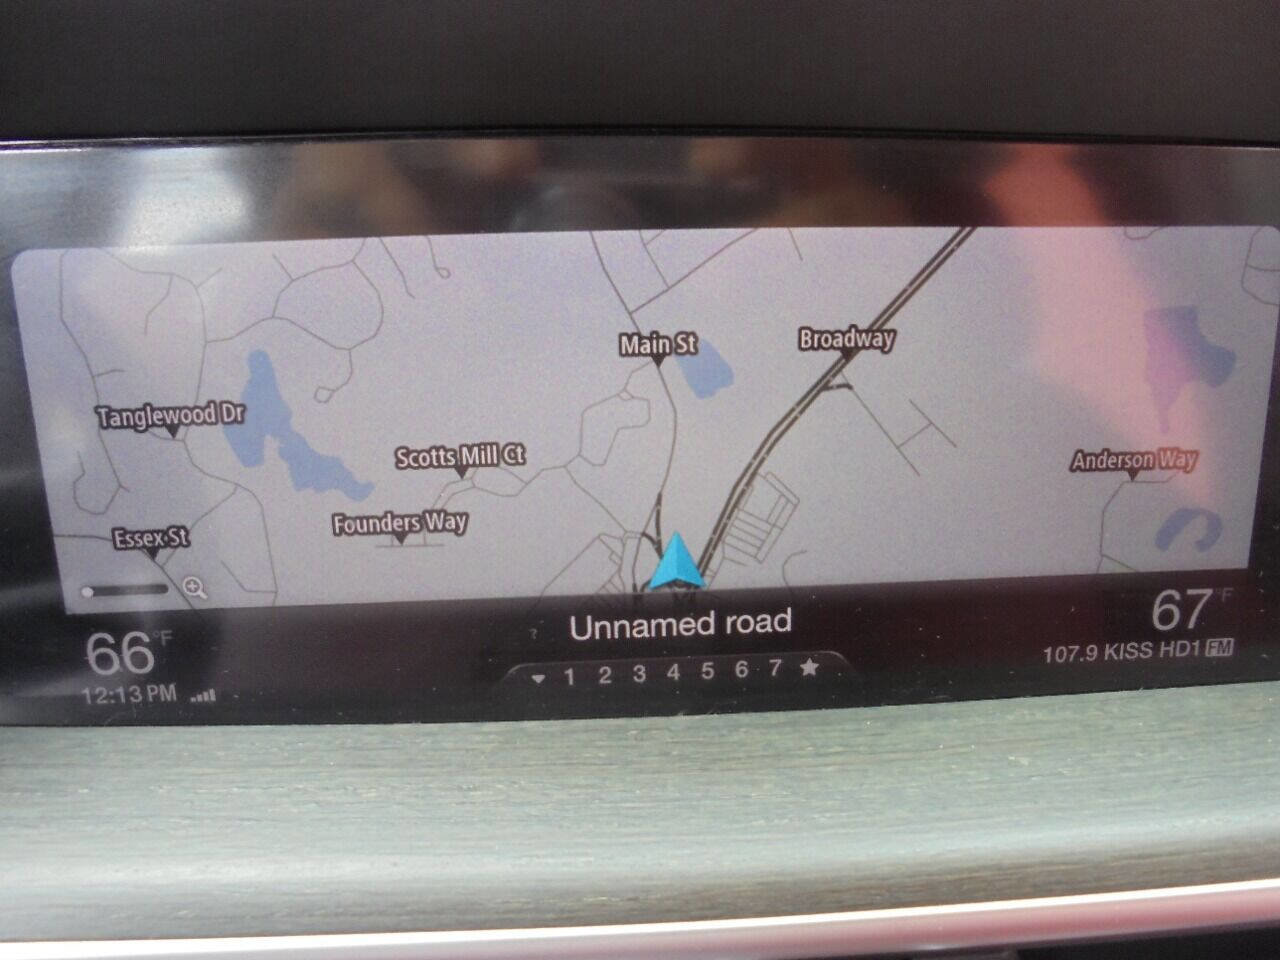 Main St
Broadway
Tanglewood Dr
Scotts Mill Ct
Anderson Way
Founders Way
Essex St
Unnamed road
66°F
67°F
12:13 PM
1 2 3 4 5 6 7
107.9 KISS HD1 FM